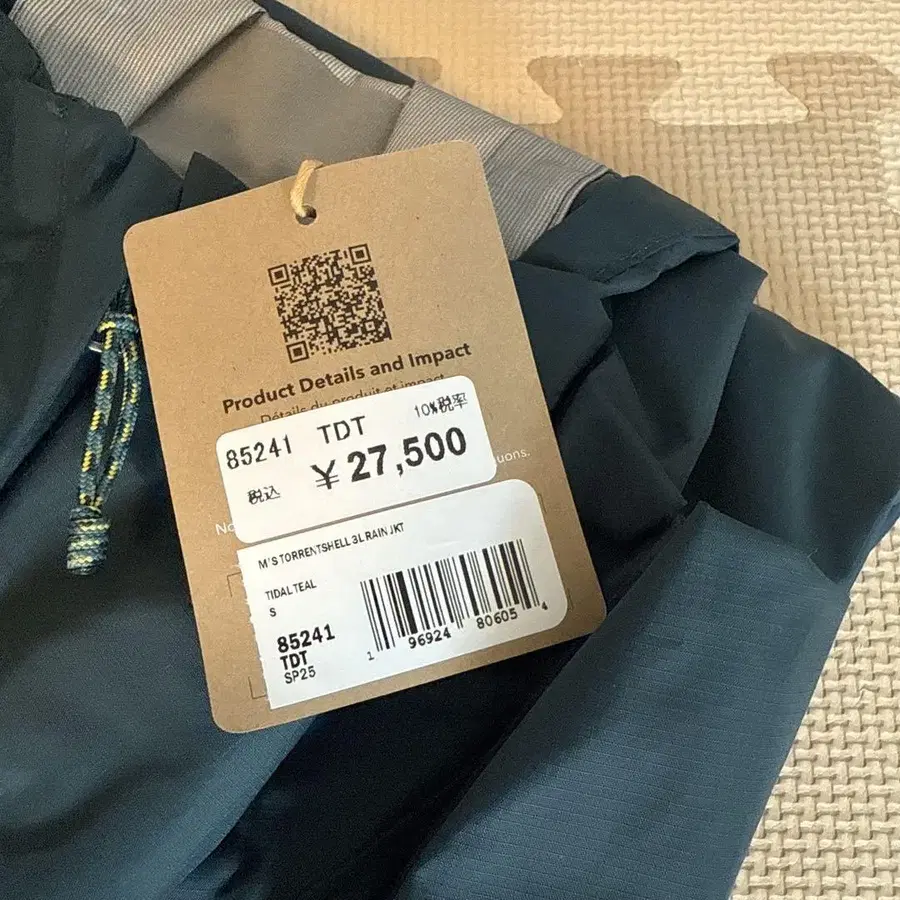 Product Details and Impact
Détails du produit et impact
85241 TDT 10%税率
税込 ¥27,500
M'S TORRENTSHELL 3L RAIN JKT
TIDAL TEAL
S
85241
TDT
SP25
1 96924 80605 4